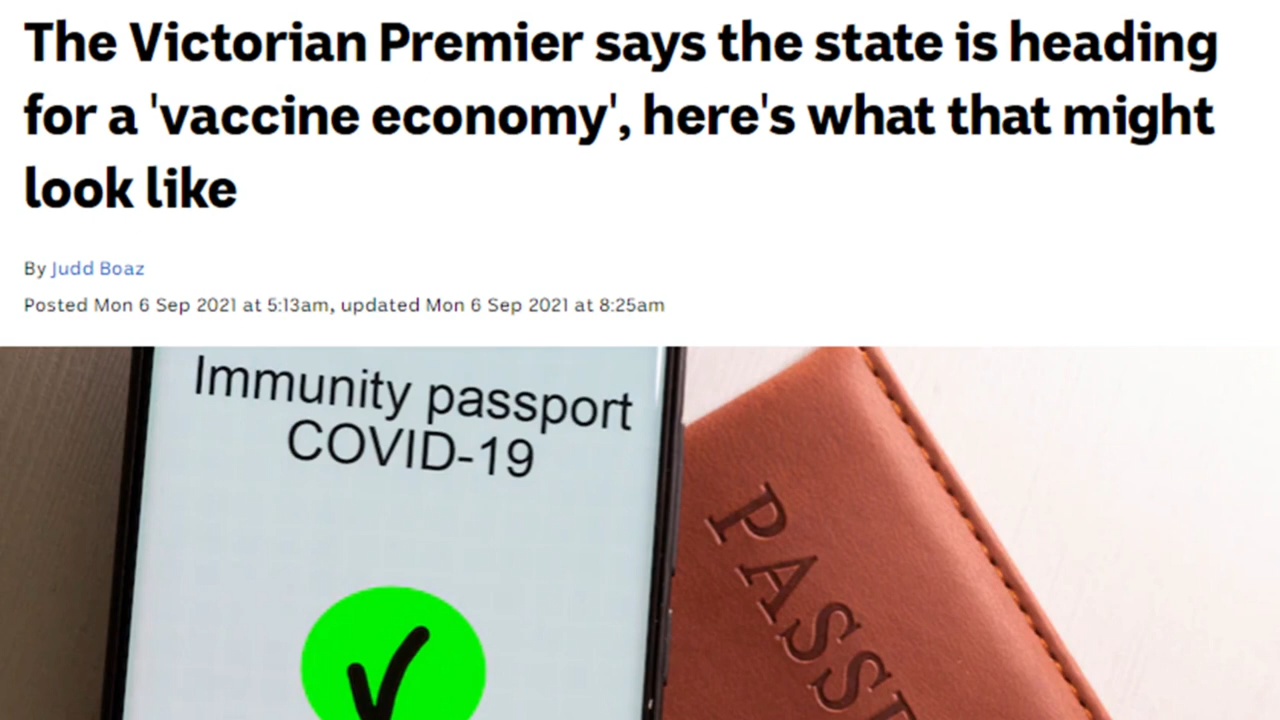 The Victorian Premier says the state is heading
for a 'vaccine economy', here's what that might
look like
By Judd Boaz
Posted Mon 6 Sep 2021 at 5:13am, updated Mon 6 Sep 2021 at 8:25am
Immunity passport
COVID-19
PASS